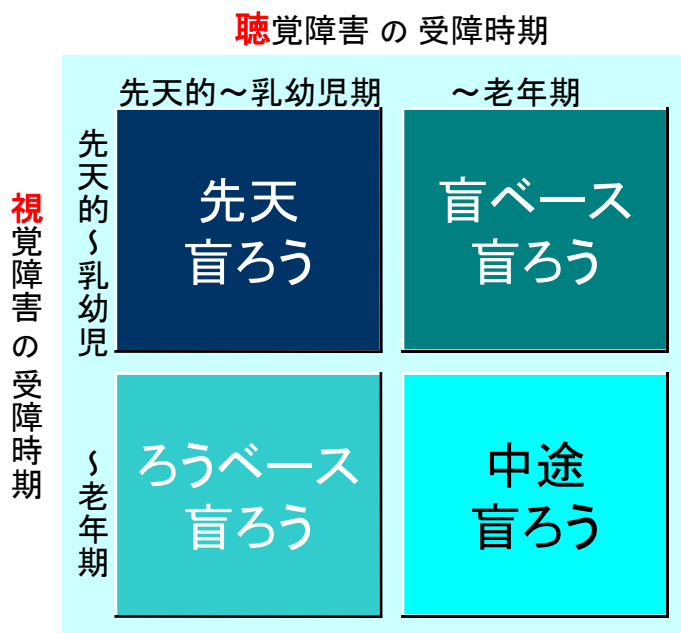 聴覚障害 の 受障時期
先天的～乳幼児期
～老年期
視覚障害の受障時期
先天的～乳幼児
先天
盲ろう
盲ベース
盲ろう
～老年期
ろうベース
盲ろう
中途
盲ろう